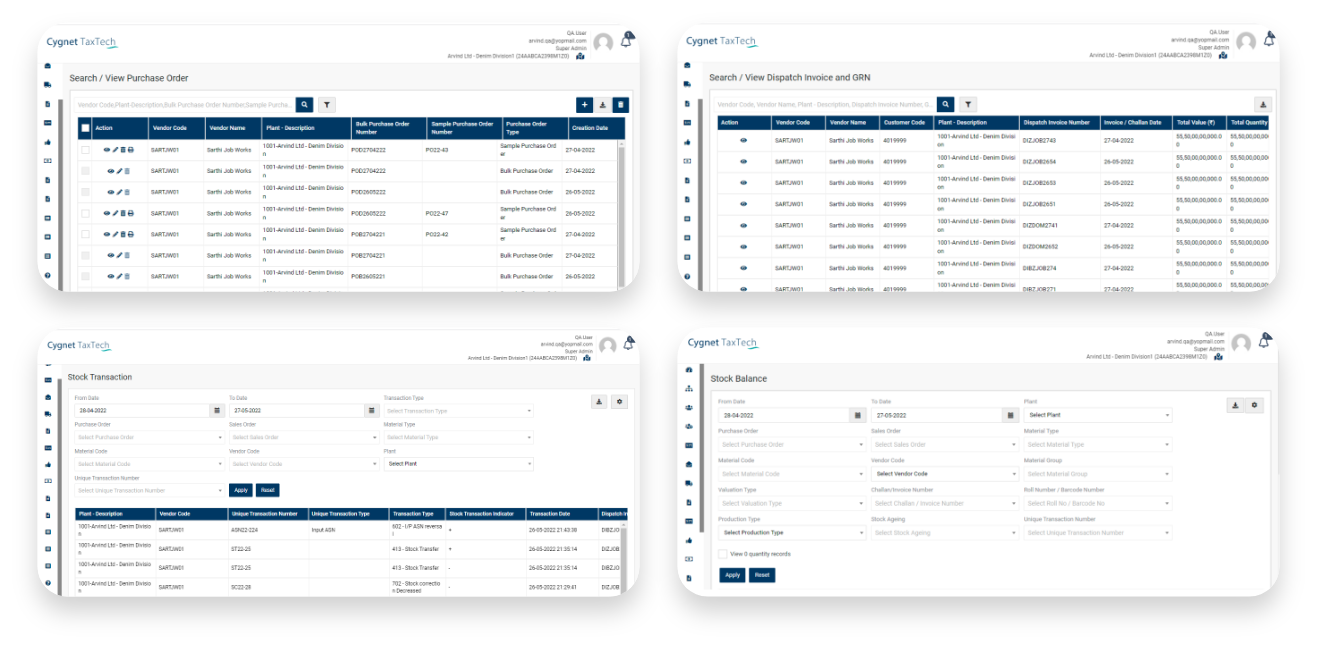 Cygnet TaxTech
QA User
arvind.qa@yopmail.com
Super Admin
Arvind Ltd - Denim Division1 (24AABCA2398M1Z0)
Search / View Purchase Order
Vendor Code,Plant Description,Bulk Purchase Order Number,Sample Purcha...
Action Vendor Code Vendor Name Plant - Description Bulk Purchase Order Number Sample Purchase Order Number Purchase Order Type Creation Date
SARTJW01 Sarthi Job Works 1001-Arvind Ltd - Denim Division POD2704222 PO22-43 Sample Purchase Order 27-04-2022
SARTJW01 Sarthi Job Works 1001-Arvind Ltd - Denim Division POD2704222 Bulk Purchase Order 27-04-2022
SARTJW01 Sarthi Job Works 1001-Arvind Ltd - Denim Division POD2605222 Bulk Purchase Order 26-05-2022
SARTJW01 Sarthi Job Works 1001-Arvind Ltd - Denim Division POD2605222 PO22-47 Sample Purchase Order 26-05-2022
SARTJW01 Sarthi Job Works 1001-Arvind Ltd - Denim Division POB2704221 PO22-42 Sample Purchase Order 27-04-2022
SARTJW01 Sarthi Job Works 1001-Arvind Ltd - Denim Division POB2704221 Bulk Purchase Order 27-04-2022
SARTJW01 Sarthi Job Works 1001-Arvind Ltd - Denim Division POB2605221 Bulk Purchase Order 26-05-2022
Cygnet TaxTech
QA User
arvind.qa@yopmail.com
Super Admin
Arvind Ltd - Denim Division1 (24AABCA2398M1Z0)
Search / View Dispatch Invoice and GRN
Vendor Code, Vendor Name, Plant - Description, Dispatch Invoice Number, G...
Action Vendor Code Vendor Name Customer Code Plant - Description Dispatch Invoice Number Invoice / Challan Date Total Value (₹) Total Quantity
SARTJW01 Sarthi Job Works 4019999 1001-Arvind Ltd - Denim Division DIZJOB2743 27-04-2022 55,50,00,00,000.00 55,50,00,00,000
SARTJW01 Sarthi Job Works 4019999 1001-Arvind Ltd - Denim Division DIZJOB2654 26-05-2022 55,50,00,00,000.00 55,50,00,00,000
SARTJW01 Sarthi Job Works 4019999 1001-Arvind Ltd - Denim Division DIZJOB2653 26-05-2022 55,50,00,00,000.00 55,50,00,00,000
SARTJW01 Sarthi Job Works 4019999 1001-Arvind Ltd - Denim Division DIZJOB2651 26-05-2022 55,50,00,00,000.00 55,50,00,00,000
SARTJW01 Sarthi Job Works 4019999 1001-Arvind Ltd - Denim Division DIZDOM2741 27-04-2022 55,50,00,00,000.00 55,50,00,00,000
SARTJW01 Sarthi Job Works 4019999 1001-Arvind Ltd - Denim Division DIZDOM2652 26-05-2022 55,50,00,00,000.00 55,50,00,00,000
SARTJW01 Sarthi Job Works 4019999 1001-Arvind Ltd - Denim Division DIBZJOB274 27-04-2022 55,50,00,00,000.00 55,50,00,00,000
SARTJW01 Sarthi Job Works 4019999 1001-Arvind Ltd - Denim Divisi DIBZJOB271 27-04-2022 55,50,00,00,000.0 55,50,00,00,00
Cygnet TaxTech
QA User
arvind.qa@yopmail.com
Super Admin
Arvind Ltd - Denim Division1 (24AABCA2398M1Z0)
Stock Transaction
From Date To Date Transaction Type
28-04-2022 27-05-2022 Select Transaction Type
Purchase Order Sales Order Material Type
Select Purchase Order Select Sales Order Select Material Type
Material Code Vendor Code Plant
Select Material Code Select Vendor Code Select Plant
Unique Transaction Number
Select Unique Transaction Number Apply Reset
Plant - Description Vendor Code Unique Transaction Number Unique Transaction Type Transaction Type Stock Transaction Indicator Transaction Date Dispatch In
1001-Arvind Ltd - Denim Division SARTJW01 ASN22-224 Input ASN 602 - I/P ASN reversal + 26-05-2022 21:43:38 DIBZJO
1001-Arvind Ltd - Denim Division SARTJW01 ST22-25 413 - Stock Transfer + 26-05-2022 21:35:14 DIZJOB
1001-Arvind Ltd - Denim Division SARTJW01 ST22-25 413 - Stock Transfer - 26-05-2022 21:35:14 DIBZJO
1001-Arvind Ltd - Denim Division SARTJW01 SC22-28 702 - Stock correction Decreased - 26-05-2022 21:29:41 DIZJOB
Cygnet TaxTech
QA User
arvind.qa@yopmail.com
Super Admin
Arvind Ltd - Denim Division1 (24AABCA2398M1Z0)
Stock Balance
From Date To Date Plant
28-04-2022 27-05-2022 Select Plant
Purchase Order Sales Order Material Type
Select Purchase Order Select Sales Order Select Material Type
Material Code Vendor Code Material Group
Select Material Code Select Vendor Code Select Material Group
Valuation Type Challan/Invoice Number Roll Number / Barcode Number
Select Valuation Type Select Challan / Invoice Number Select Roll No / Barcode No
Production Type Stock Ageing Unique Transaction Number
Select Production Type Select Stock Ageing Select Unique Transaction Number
View 0 quantity records
Apply Reset